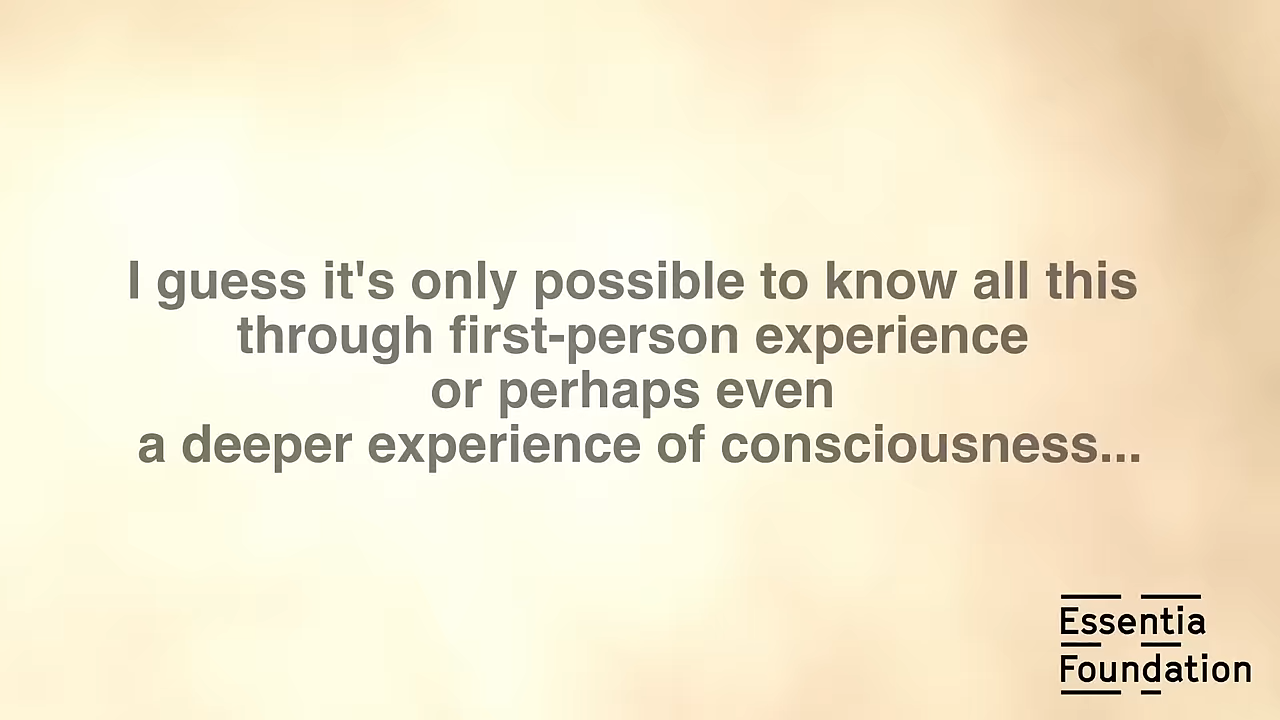 I guess it's only possible to know all this
through first-person experience
or perhaps even
a deeper experience of consciousness...
Essentia
Foundation